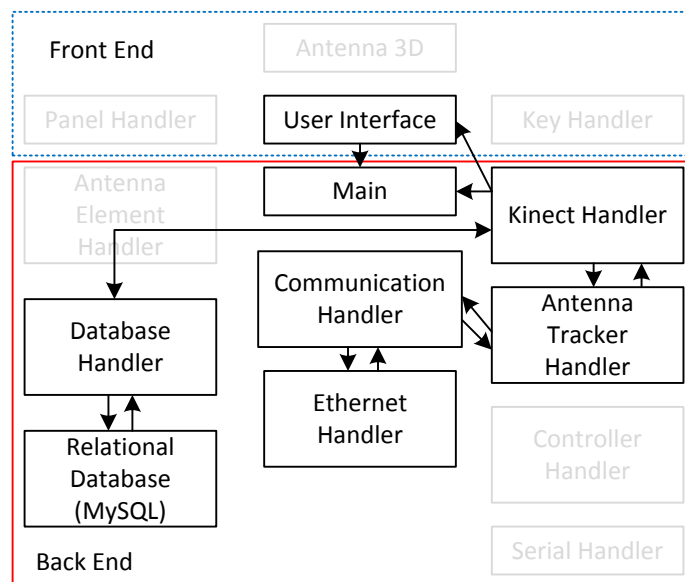 Front End
Antenna 3D
Panel Handler
User Interface
Key Handler
Antenna
Element
Handler
Main
Kinect Handler
Communication
Handler
Antenna
Tracker
Handler
Database
Handler
Ethernet
Handler
Relational
Database
(MySQL)
Controller
Handler
Back End
Serial Handler